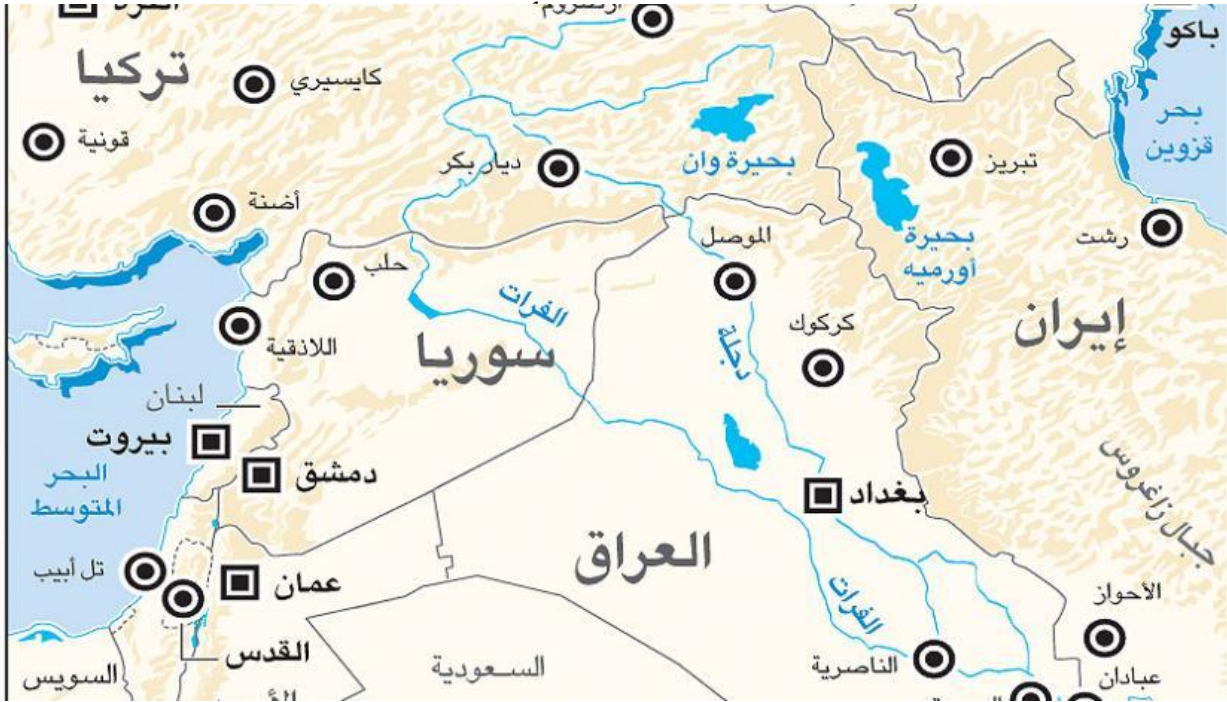 باكو
تركيا
كايسيري
بحر
قزوين
قونية
ديار بكر
بحيرة وان
تبريز
أضنة
رشت
بحيرة
أورميه
الموصل
حلب
الفرات
إيران
كركوك
دجلة
اللاذقية
سوريا
لبنان
بيروت
جبال زاغروس
دمشق
البحر
المتوسط
بغداد
العراق
تل أبيب
عمان
الأحواز
الفرات
القدس
السعودية
الناصرية
السويس
عبادان